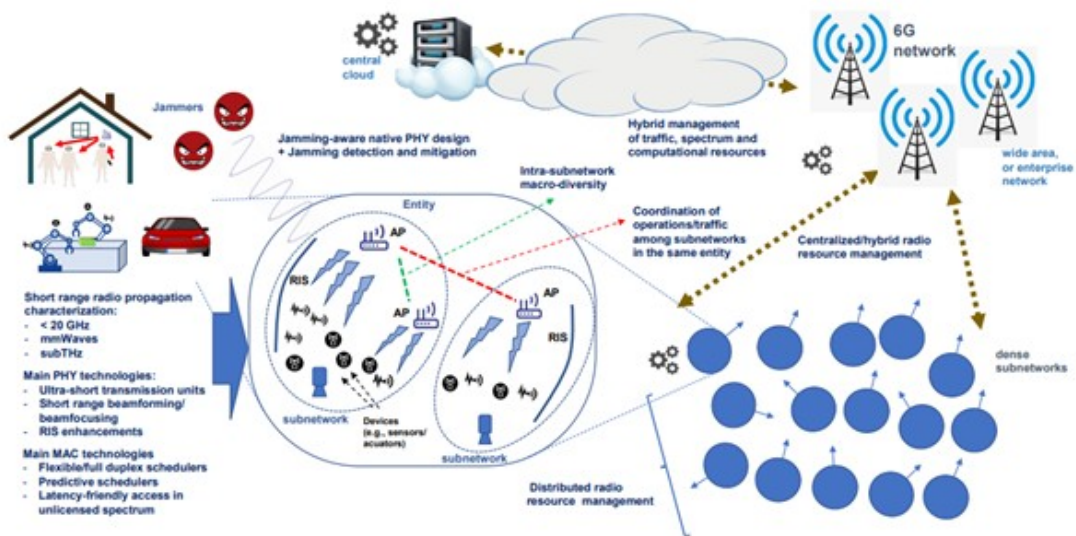 central
cloud
6G
network
Jammers
Jamming-aware native PHY design
+ Jamming detection and mitigation
Hybrid management
of traffic, spectrum and
computational resources
wide area,
or enterprise
network
Intra-subnetwork
macro-diversity
Entity
Coordination of
operations/traffic
among subnetworks
in the same entity
Centralized/hybrid radio
resource management
AP
RIS
AP
AP
RIS
Short range radio propagation
characterization:
- < 20 GHz
- mmWaves
- subTHz
Main PHY technologies:
- Ultra-short transmission units
- Short range beamforming/
beamfocusing
- RIS enhancements
Main MAC technologies
- Flexible/full duplex schedulers
- Predictive schedulers
- Latency-friendly access in
unlicensed spectrum
subnetwork
Devices
(e.g., sensors/
acuators)
subnetwork
dense
subnetworks
Distributed radio
resource management